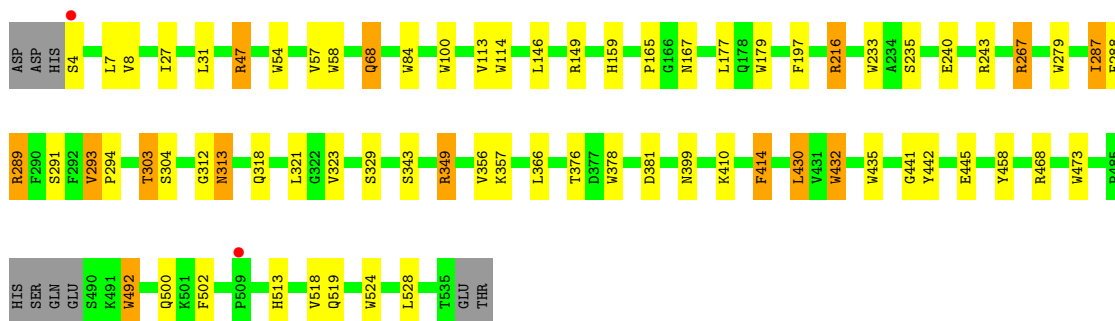 ASP ASP HIS S4 L7 V8 I27 L31 R47 W54 V57 W58 Q68 W84 W100 V113 W114 L146 R149 H159 P165 G166 N167 L177 Q178 W179 F197 R216 W233 A234 S235 E240 R243 R267 W279 I287
R289 F290 S291 F292 V293 P294 T303 S304 G312 N313 Q318 L321 G322 V323 S329 S343 R349 V356 K357 L366 T376 D377 W378 D381 N399 K410 F414 L430 V431 W432 W435 G441 Y442 E445 Y458 R468 W473
HIS SER GLN GLU S490 K491 W492 Q500 K501 F502 P509 H513 V518 Q519 W524 L528 T535 GLU THR